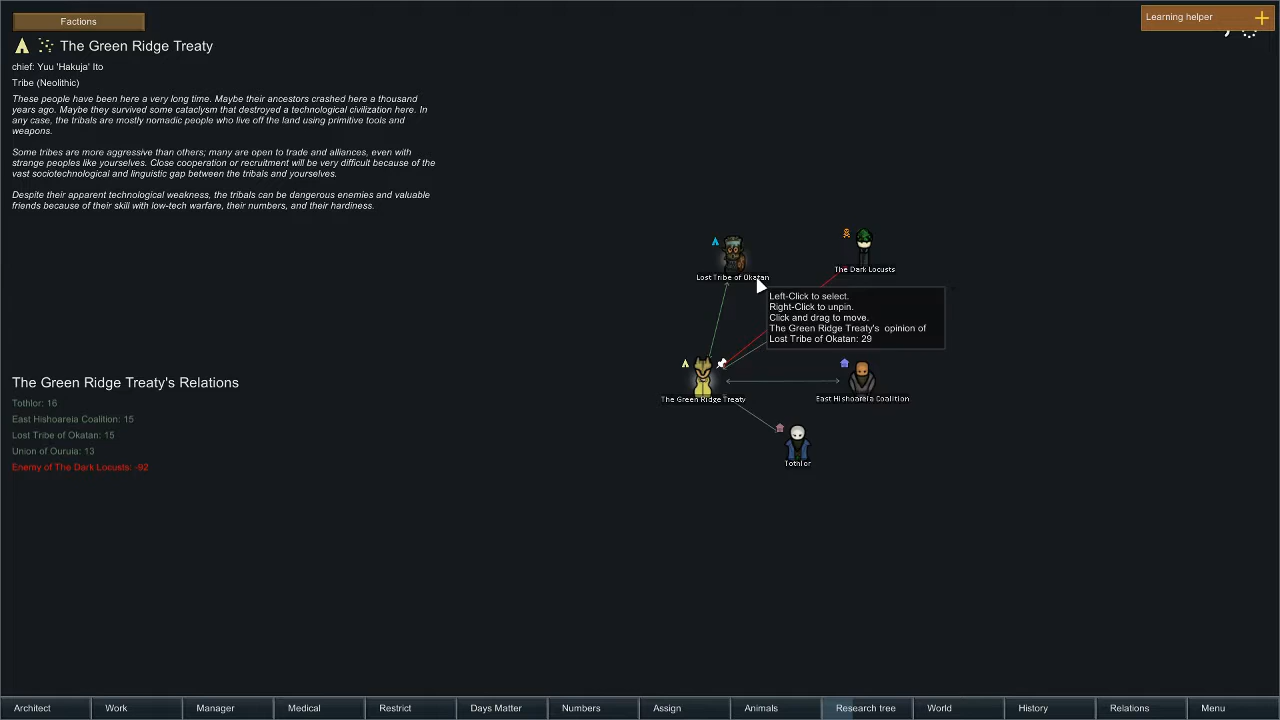 Factions
Learning helper
The Green Ridge Treaty
chief: Yuu 'Hakuja' Ito
Tribe (Neolithic)
These people have been here a very long time. Maybe their ancestors crashed here a thousand
years ago. Maybe they survived some cataclysm that destroyed a technological civilization here. In
any case, the tribals are mostly nomadic people who live off the land using primitive tools and
weapons.
Some tribes are more aggressive than others; many are open to trade and alliances, even with
strange peoples like yourselves. Close cooperation or recruitment will be very difficult because of the
vast sociotechnological and linguistic gap between the tribals and yourselves.
Despite their apparent technological weakness, the tribals can be dangerous enemies and valuable
friends because of their skill with low-tech warfare, their numbers, and their hardiness.
Lost Tribe of Okatan
The Dark Locusts
Left-Click to select.
Right-Click to unpin.
Click and drag to move.
The Green Ridge Treaty's opinion of
Lost Tribe of Okatan: 29
The Green Ridge Treaty
East Hishoareia Coalition
Tothlor
The Green Ridge Treaty's Relations
Tothlor: 16
East Hishoareia Coalition: 15
Lost Tribe of Okatan: 15
Union of Ouruia: 13
Enemy of The Dark Locusts: -92
Architect
Work
Manager
Medical
Restrict
Days Matter
Numbers
Assign
Animals
Research tree
World
History
Relations
Menu